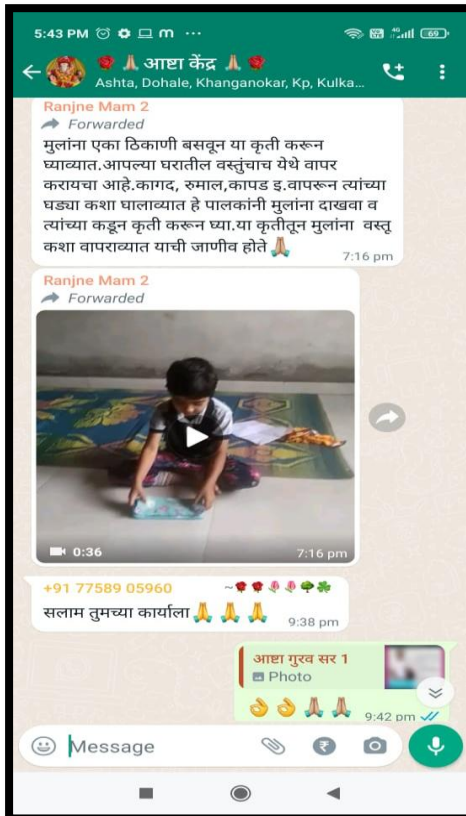 5:43 PM
4G
69
आष्टा केंद्र
Ashta, Dohale, Khanganokar, Kp, Kulka...
Ranjne Mam 2
Forwarded
मुलांना एका ठिकाणी बसवून या कृती करून
घ्याव्यात.आपल्या घरातील वस्तुंचाच येथे वापर
करायचा आहे.कागद, रुमाल,कापड इ.वापरून त्यांच्या
घड्या कशा घालाव्यात हे पालकांनी मुलांना दाखवा व
त्यांच्या कडून कृती करून घ्या.या कृतीतून मुलांना वस्तू
कशा वापराव्यात याची जाणीव होते
7:16 pm
Ranjne Mam 2
Forwarded
0:36
7:16 pm
+91 77589 05960
~
सलाम तुमच्या कार्याला
9:38 pm
आष्टा गुरव सर 1
Photo
9:42 pm
Message